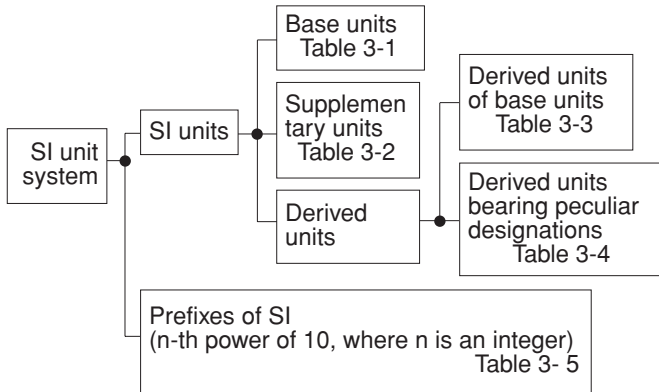 Base units
Table 3-1
SI units
Supplemen
tary units
Table 3-2
Derived units
of base units
Table 3-3
SI unit
system
Derived
units
Derived units
bearing peculiar
designations
Table 3-4
Prefixes of SI
(n-th power of 10, where n is an integer)
Table 3- 5